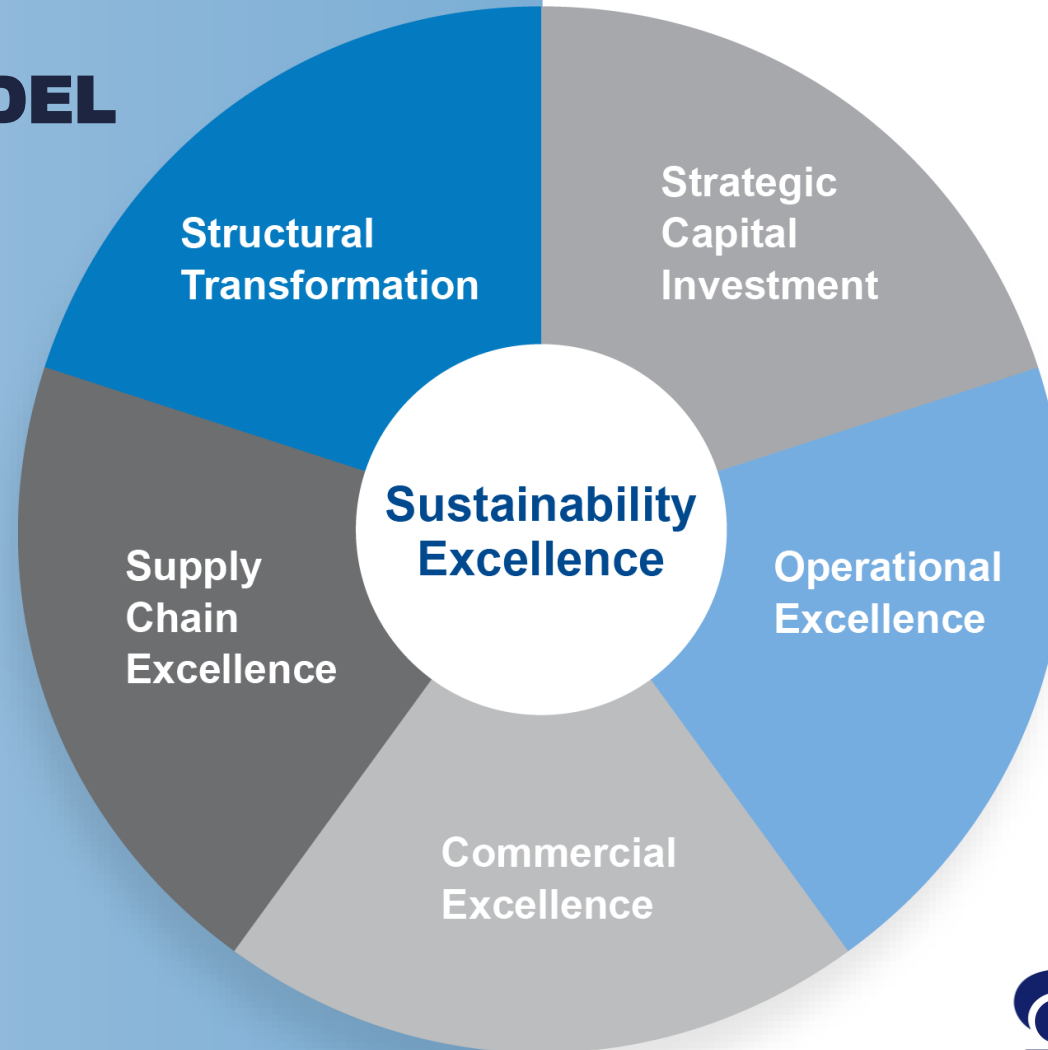 DEL
Structural
Transformation
Strategic
Capital
Investment
Sustainability
Excellence
Supply
Chain
Excellence
Operational
Excellence
Commercial
Excellence